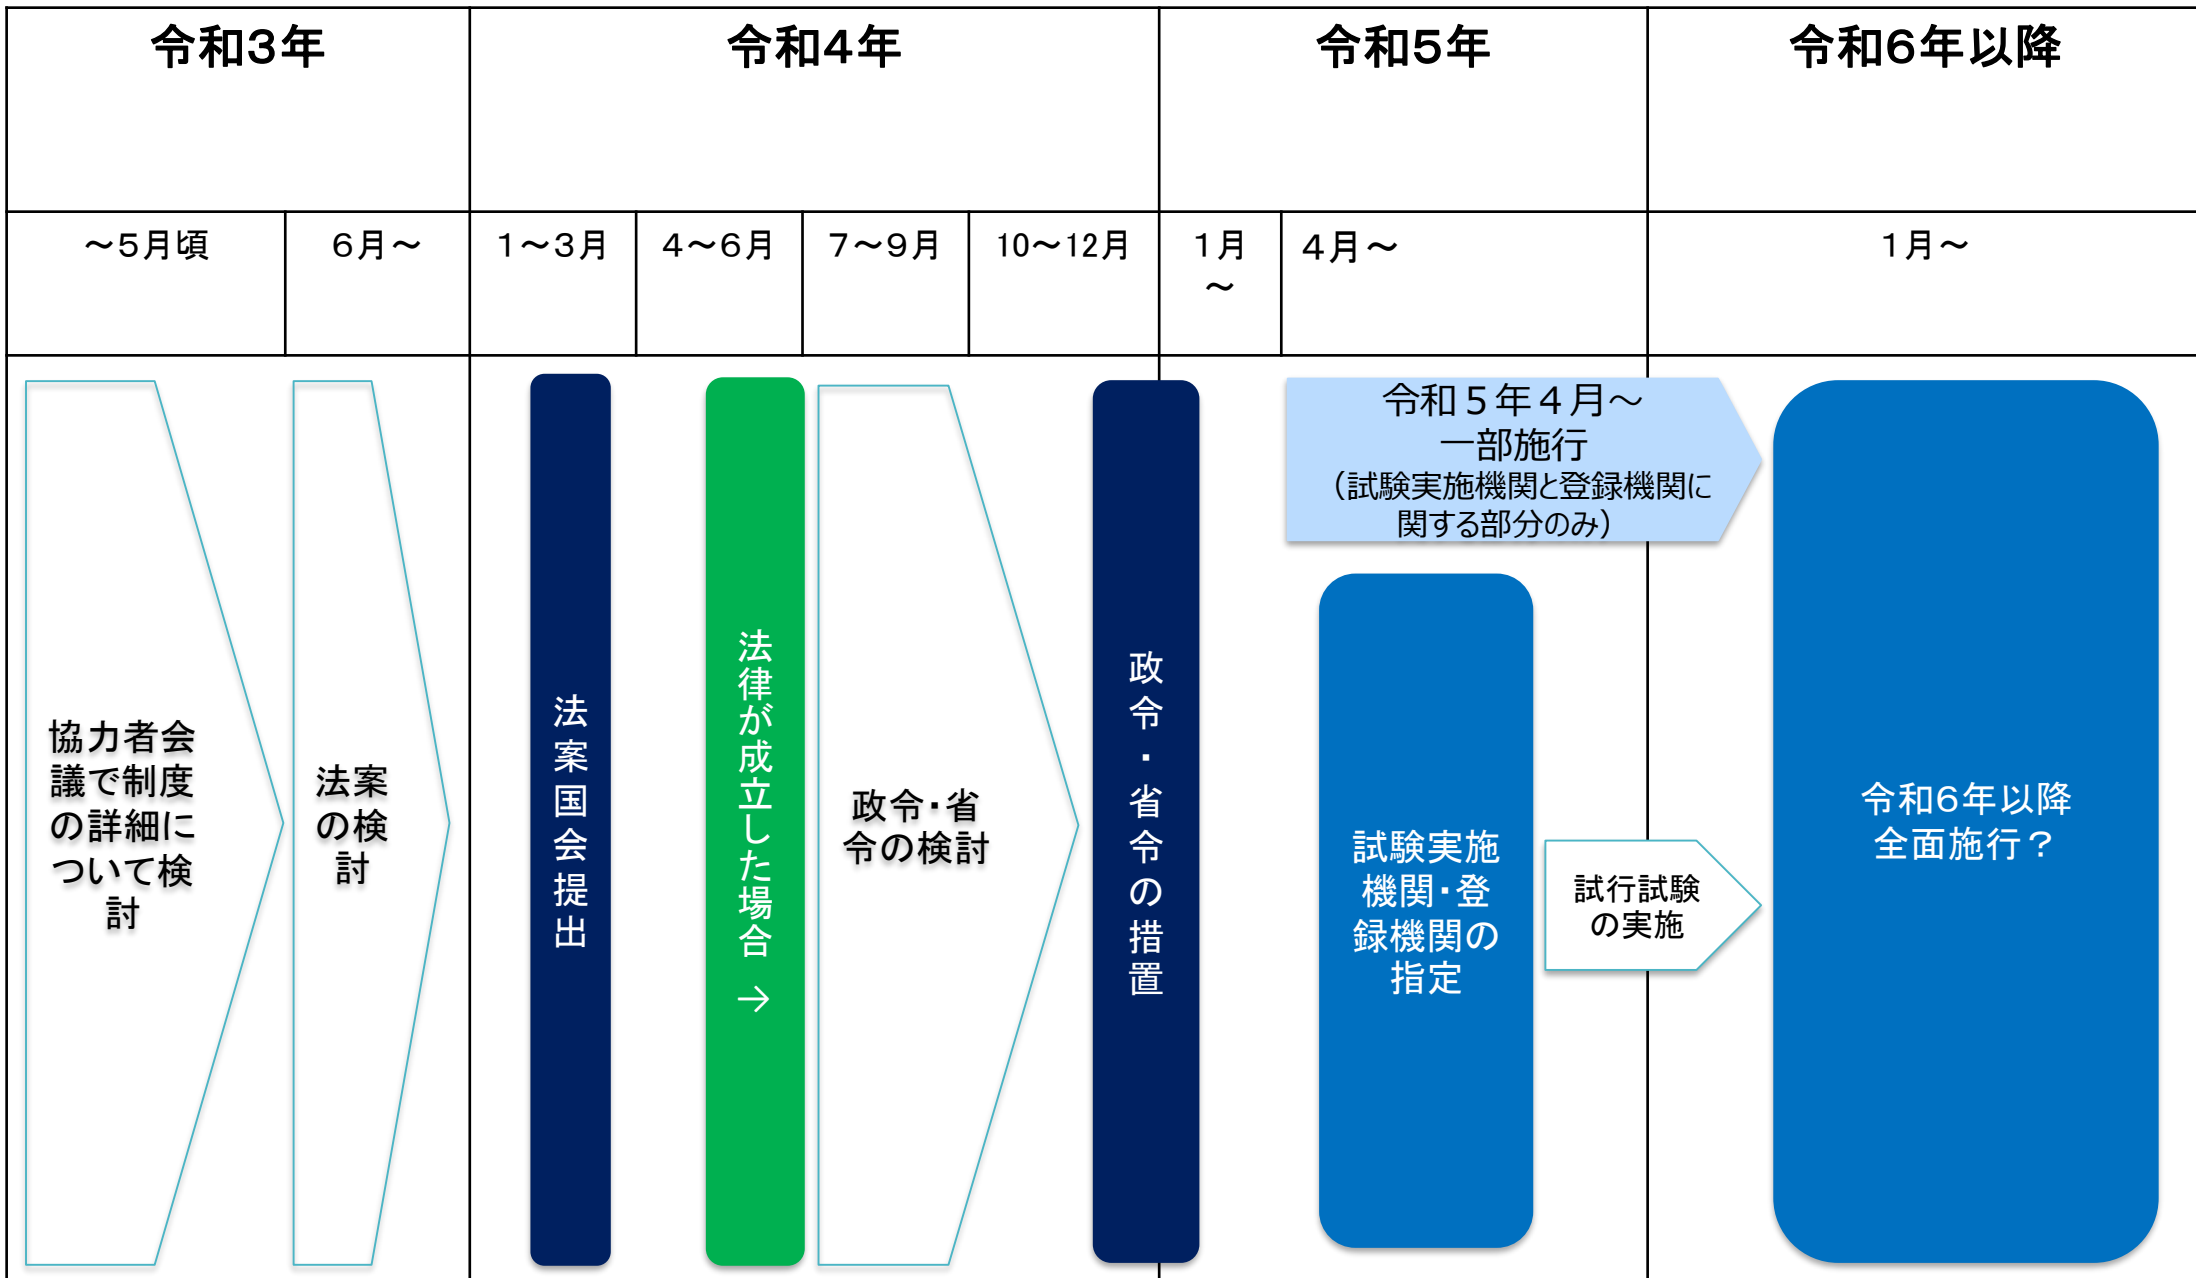 令和3年
令和4年
令和5年
令和6年以降
～5月頃
6月～
1～3月
4～6月
7～9月
10～12月
1月
～
4月～
1月～
協力者会
議で制度
の詳細に
ついて検
討
法案
の検
討
法案国会提出
法律が成立した場合 →
政令・省
令の検討
政令・省令の措置
令和５年４月～
一部施行
（試験実施機関と登録機関に
関する部分のみ）
試験実施
機関・登
録機関の
指定
試行試験
の実施
令和6年以降
全面施行？